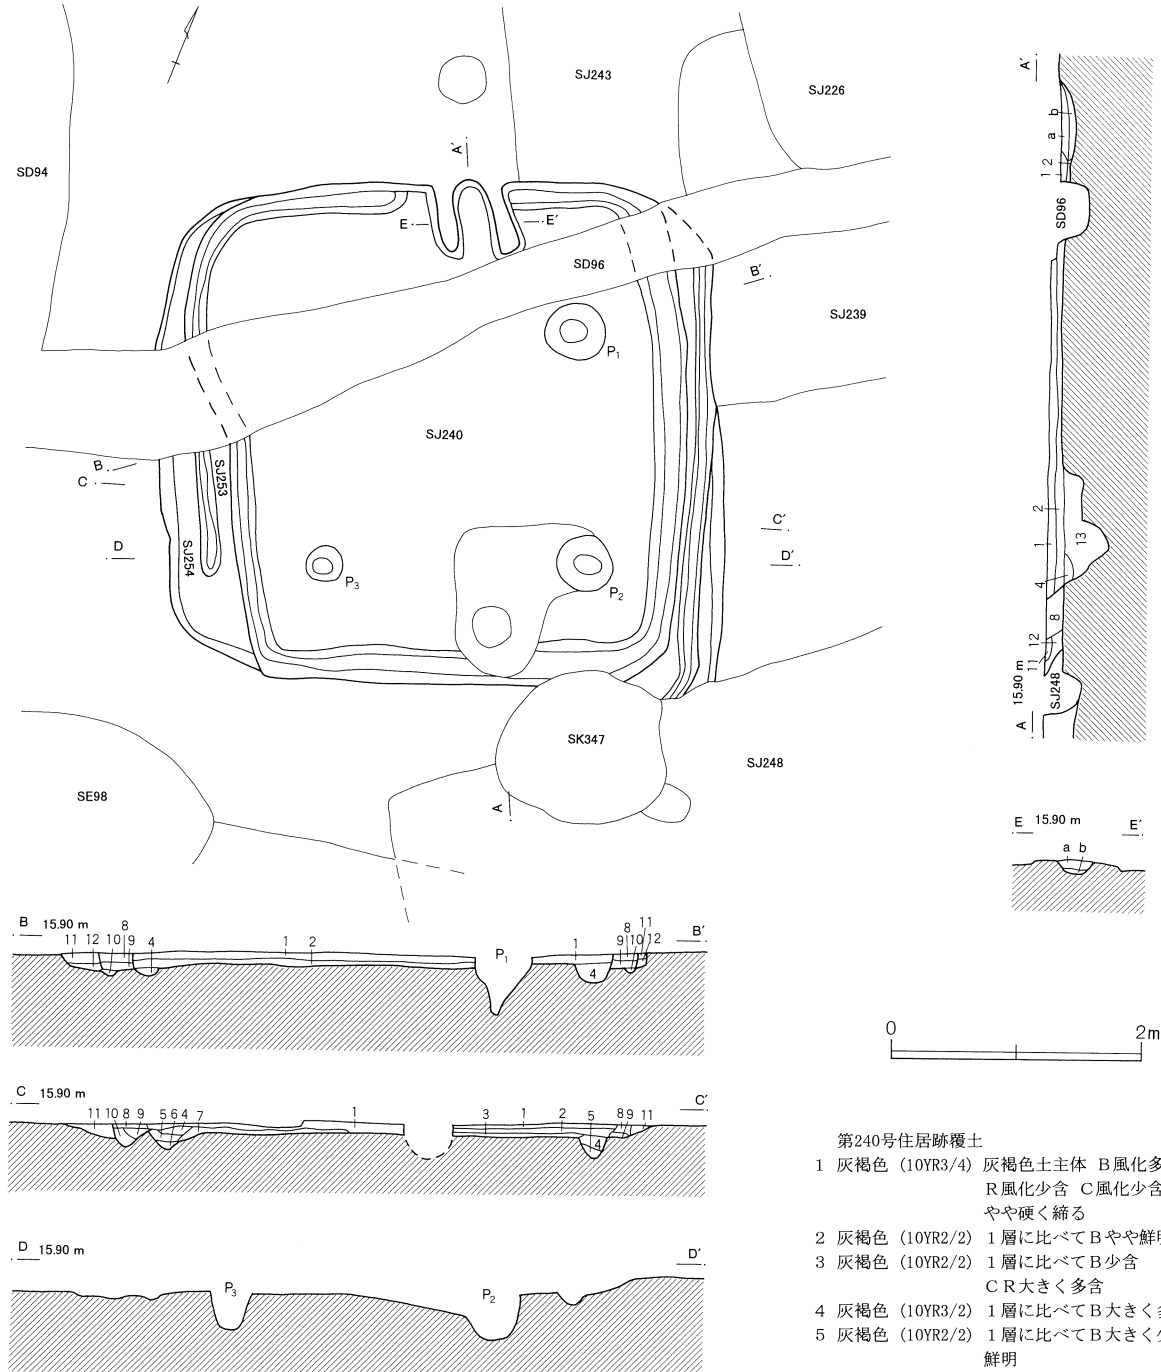 SJ243
SJ226
SD94
A′
E
E′
SD96
B′
SJ239
P1
SJ240
B
C
SJ253
C′
D
SJ254
D′
P3
P2
SK347
SJ248
SE98
A
A′
b
a
2
1
SD96
2
1
13
4
8
12
11
15.90 m
SJ248
A
E 15.90 m E′
a b
B 15.90 m B′
11 12 10 8 9 4 1 2 P1 1 4 9 8 10 11 12
0 2m
C 15.90 m C′
11 10 8 9 5 6 4 7 1 3 1 2 5 4 8 9 11
D 15.90 m D′
P3 P2
第240号住居跡覆土
1 灰褐色 (10YR3/4) 灰褐色土主体 B風化多
R風化少含 C風化少含
やや硬く締る
2 灰褐色 (10YR2/2) 1層に比べてBやや鮮明
3 灰褐色 (10YR2/2) 1層に比べてB少含
CR大きく多含
4 灰褐色 (10YR3/2) 1層に比べてB大きく
5 灰褐色 (10YR2/2) 1層に比べてB大きく
鮮明